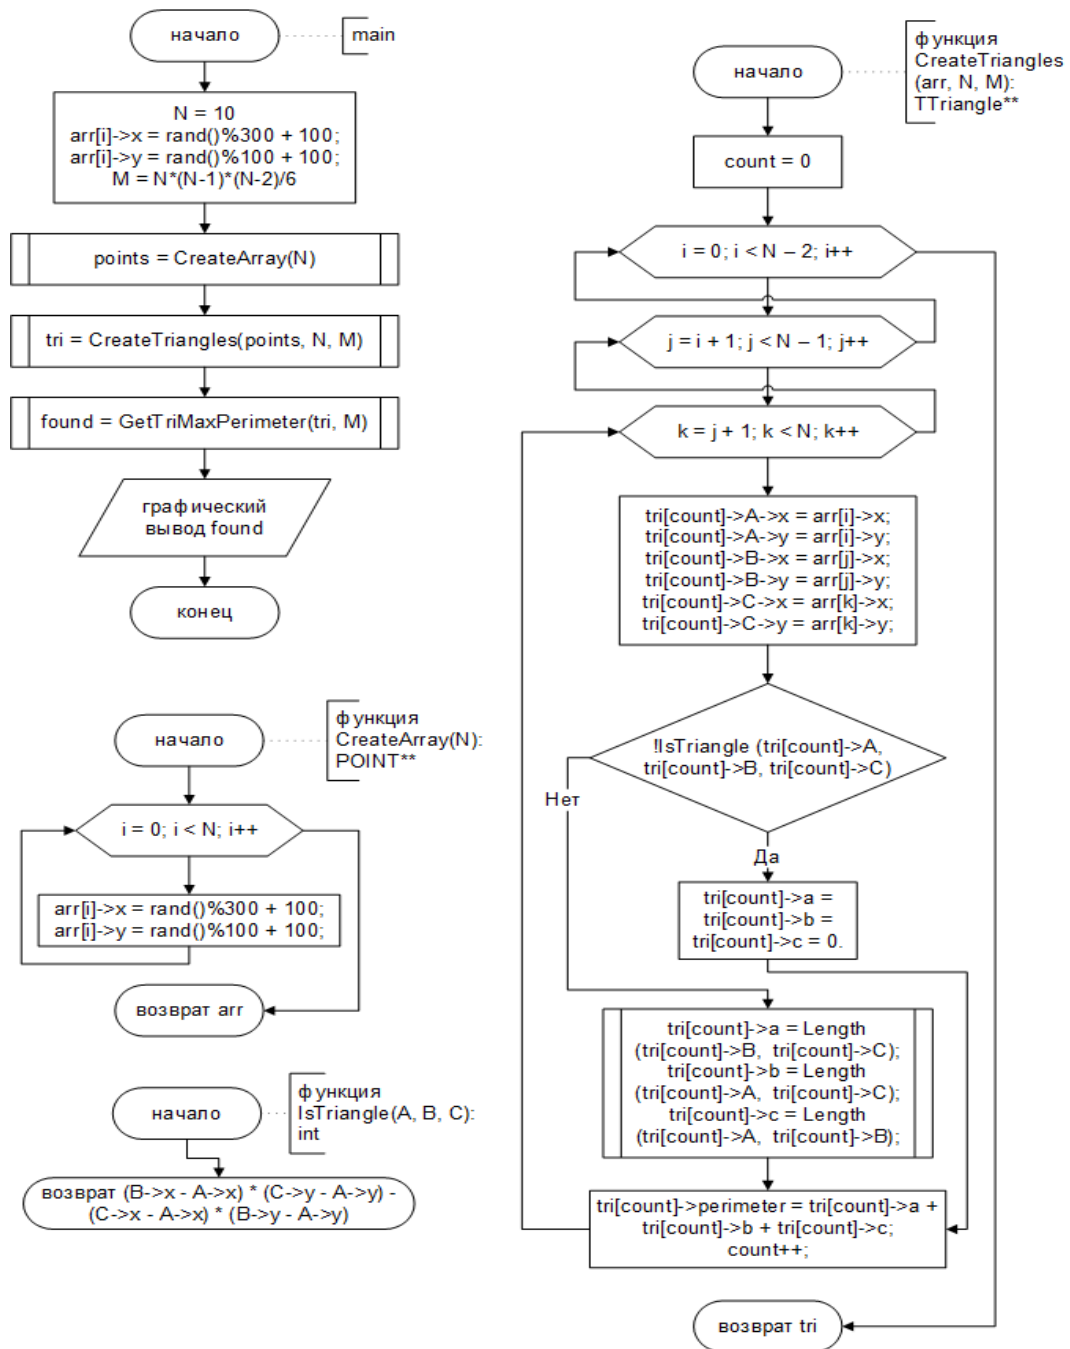 начало
main
N = 10
arr[i]->x = rand()%300 + 100;
arr[i]->y = rand()%100 + 100;
M = N*(N-1)*(N-2)/6
points = CreateArray(N)
tri = CreateTriangles(points, N, M)
found = GetTriMaxPerimeter(tri, M)
графический
вывод found
конец
начало
функция
CreateArray(N):
POINT**
i = 0; i < N; i++
arr[i]->x = rand()%300 + 100;
arr[i]->y = rand()%100 + 100;
возврат arr
начало
функция
IsTriangle(A, B, C):
int
возврат (B->x - A->x) * (C->y - A->y) -
(C->x - A->x) * (B->y - A->y)
начало
функция
CreateTriangles
(arr, N, M):
TTriangle**
count = 0
i = 0; i < N – 2; i++
j = i + 1; j < N – 1; j++
k = j + 1; k < N; k++
tri[count]->A->x = arr[i]->x;
tri[count]->A->y = arr[i]->y;
tri[count]->B->x = arr[j]->x;
tri[count]->B->y = arr[j]->y;
tri[count]->C->x = arr[k]->x;
tri[count]->C->y = arr[k]->y;
!IsTriangle (tri[count]->A,
tri[count]->B, tri[count]->C)
Нет
Да
tri[count]->a =
tri[count]->b =
tri[count]->c = 0.
tri[count]->a = Length
(tri[count]->B, tri[count]->C);
tri[count]->b = Length
(tri[count]->A, tri[count]->C);
tri[count]->c = Length
(tri[count]->A, tri[count]->B);
tri[count]->perimeter = tri[count]->a +
tri[count]->b + tri[count]->c;
count++;
возврат tri